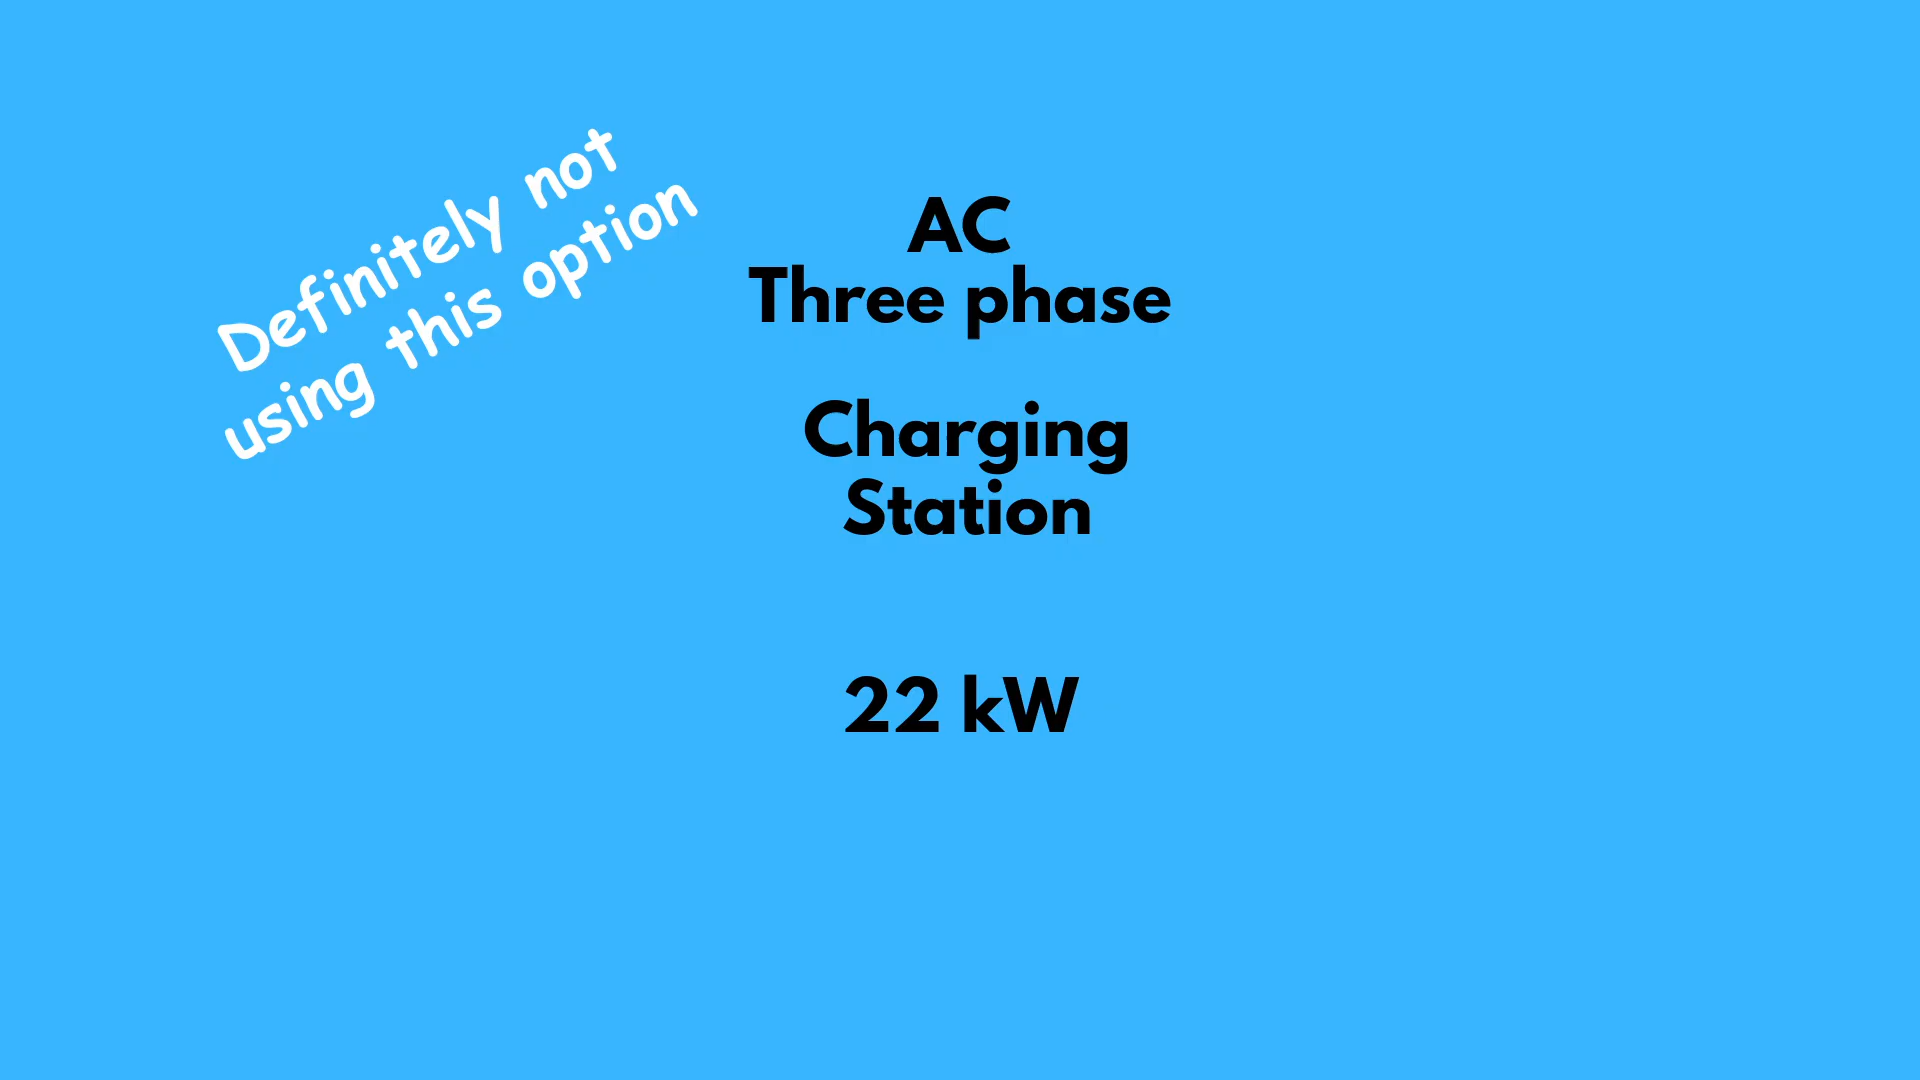 Definitely not
using this option
AC
Three phase
Charging
Station
22 kW